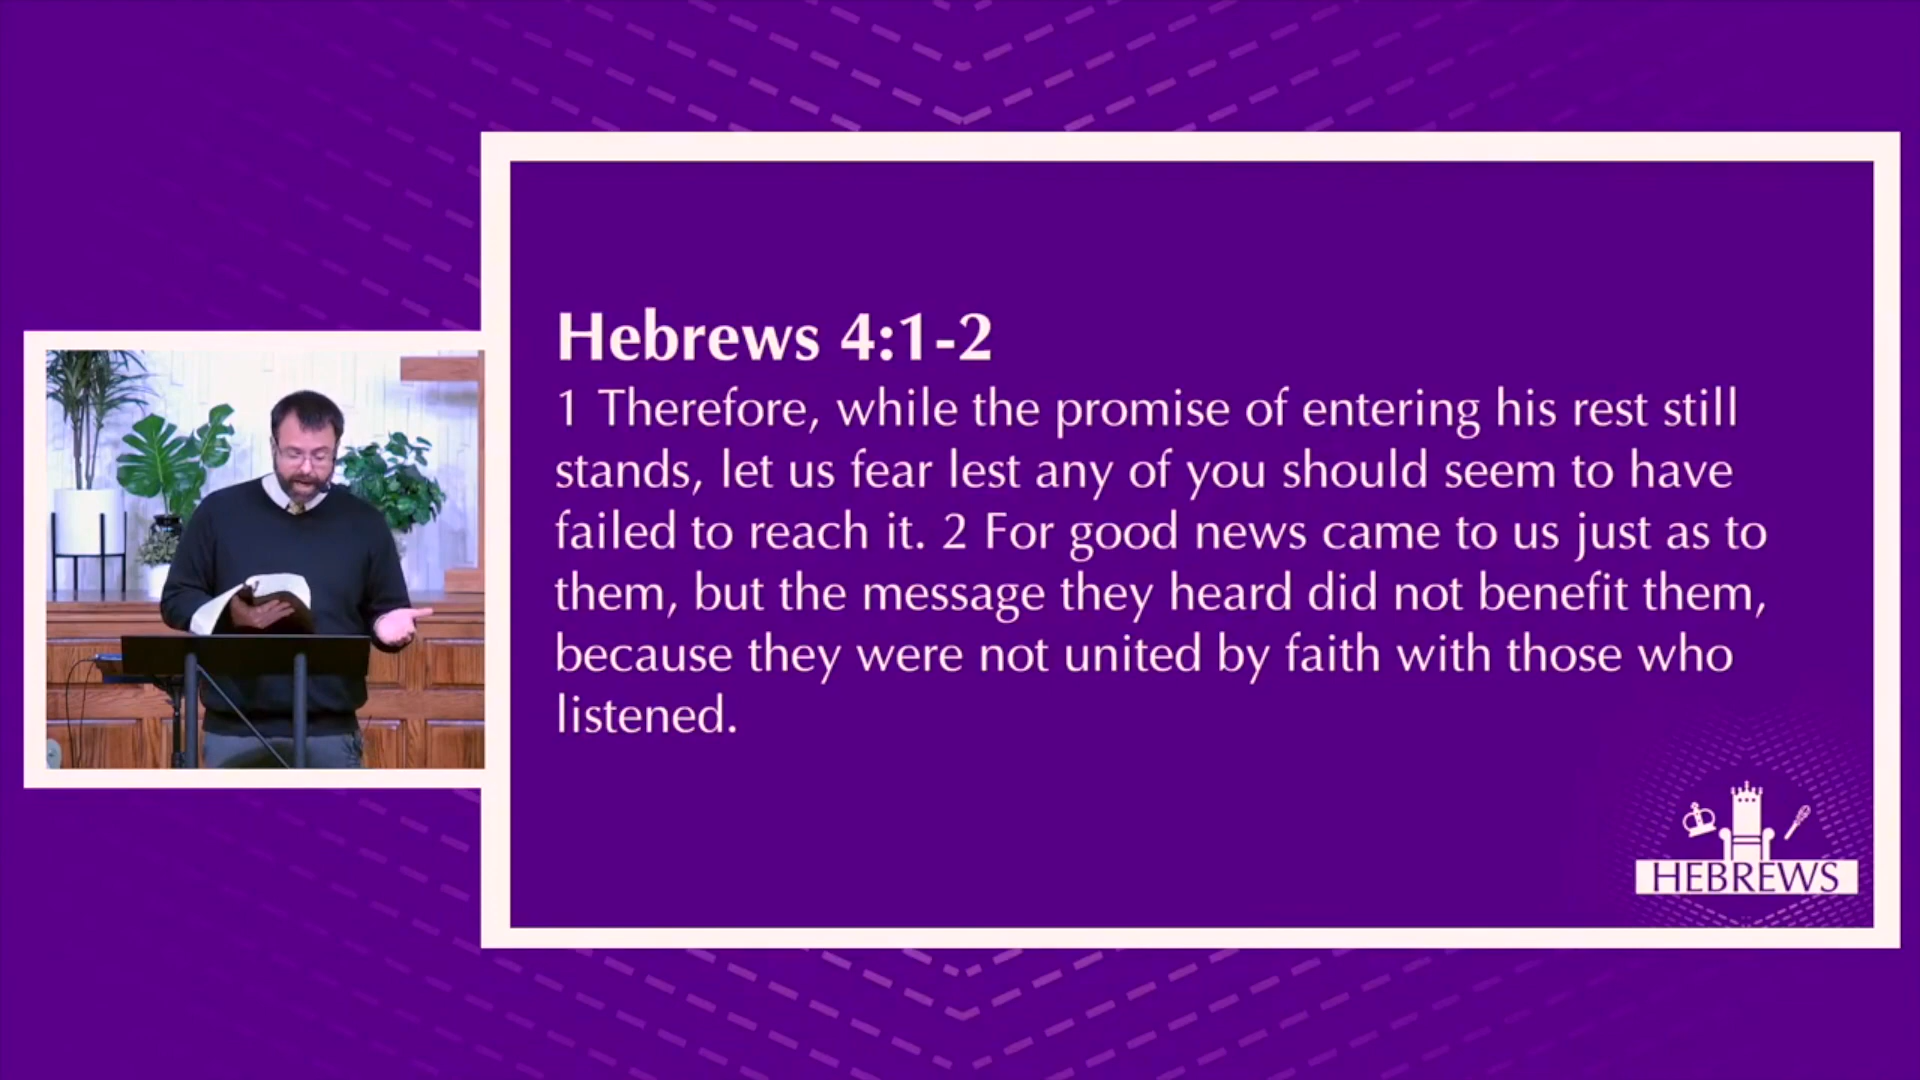 Hebrews 4:1-2
1 Therefore, while the promise of entering his rest still
stands, let us fear lest any of you should seem to have
failed to reach it. 2 For good news came to us just as to
them, but the message they heard did not benefit them,
because they were not united by faith with those who
listened.
HEBREWS